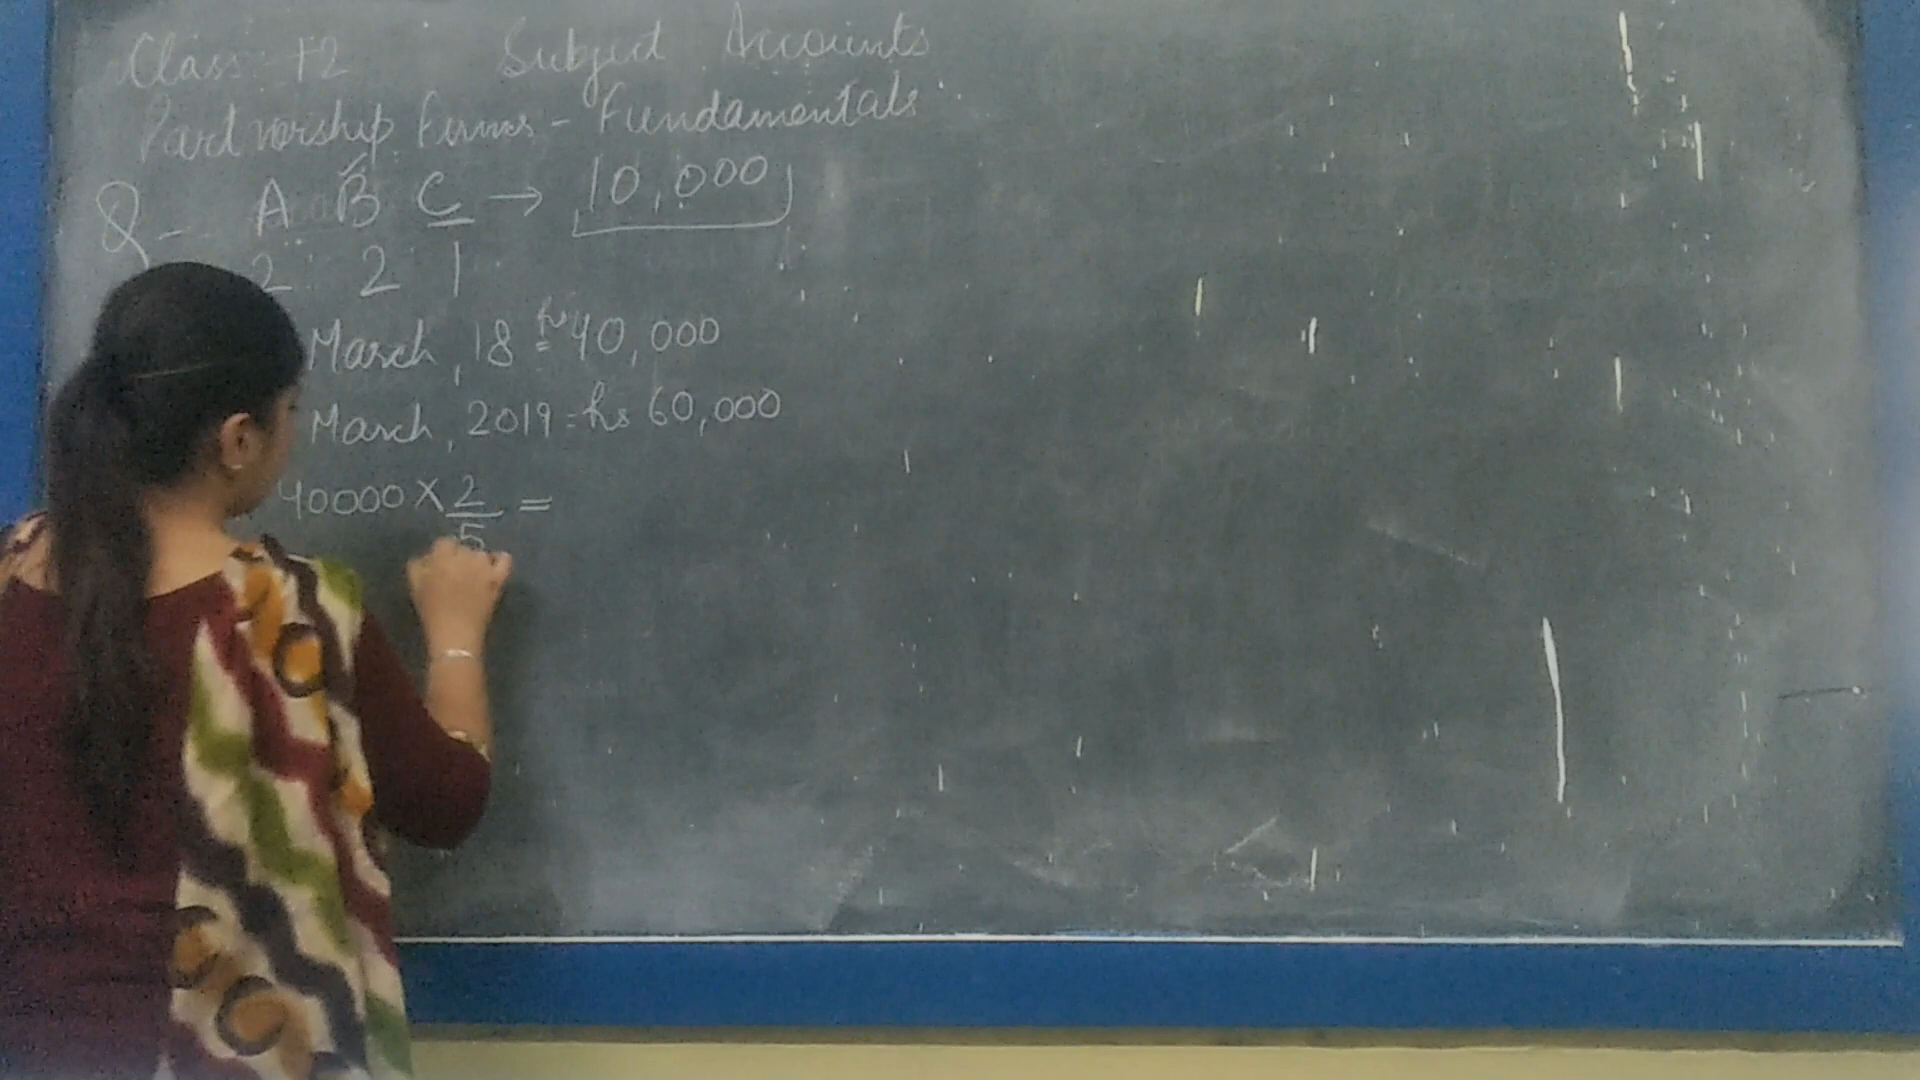 Class +2 Subject Accounts
Partnership Firms - Fundamentals
Q - A B C → 10,000
2 2 1
March, 18 = Rs 40,000
March, 2019 = Rs 60,000
40000 × 2/5 =